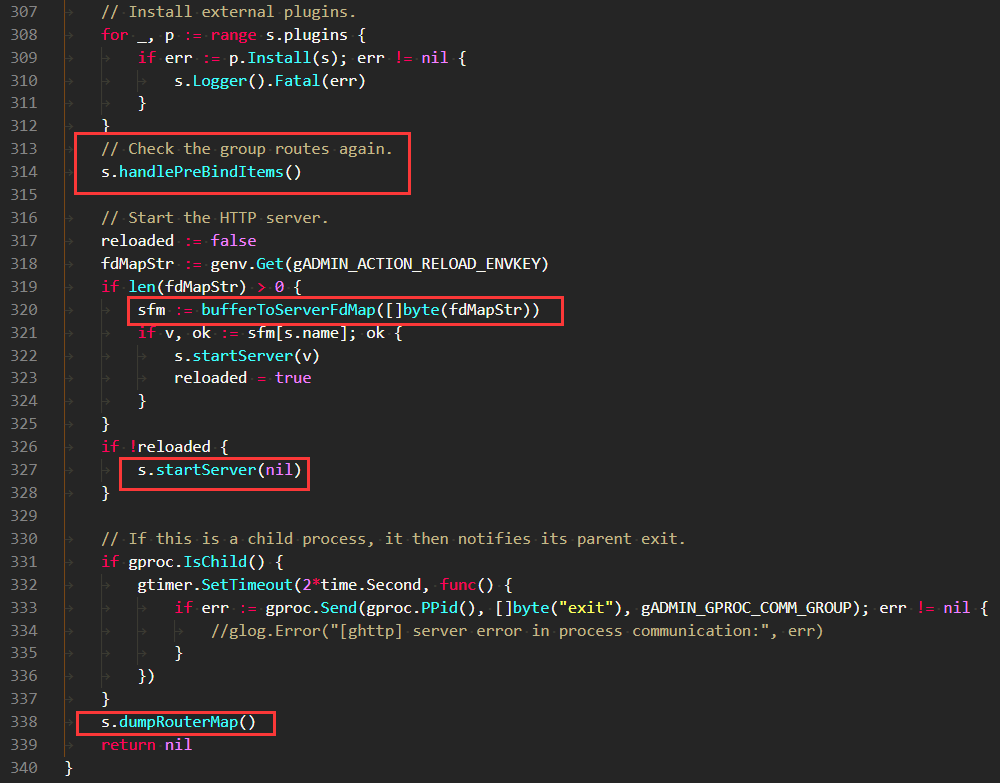 307 // Install external plugins.
308 for _, p := range s.plugins {
309 if err := p.Install(s); err != nil {
310 s.Logger().Fatal(err)
311 }
312 }
313 // Check the group routes again.
314 s.handlePreBindItems()
315
316 // Start the HTTP server.
317 reloaded := false
318 fdMapStr := genv.Get(gADMIN_ACTION_RELOAD_ENVKEY)
319 if len(fdMapStr) > 0 {
320 sfm := bufferToServerFdMap([]byte(fdMapStr))
321 if v, ok := sfm[s.name]; ok {
322 s.startServer(v)
323 reloaded = true
324 }
325 }
326 if !reloaded {
327 s.startServer(nil)
328 }
329
330 // If this is a child process, it then notifies its parent exit.
331 if gproc.IsChild() {
332 gtimer.SetTimeout(2*time.Second, func() {
333 if err := gproc.Send(gproc.PPid(), []byte("exit"), gADMIN_GPROC_COMM_GROUP); err != nil {
334 //glog.Error("[ghttp] server error in process communication:", err)
335 }
336 })
337 }
338 s.dumpRouterMap()
339 return nil
340 }